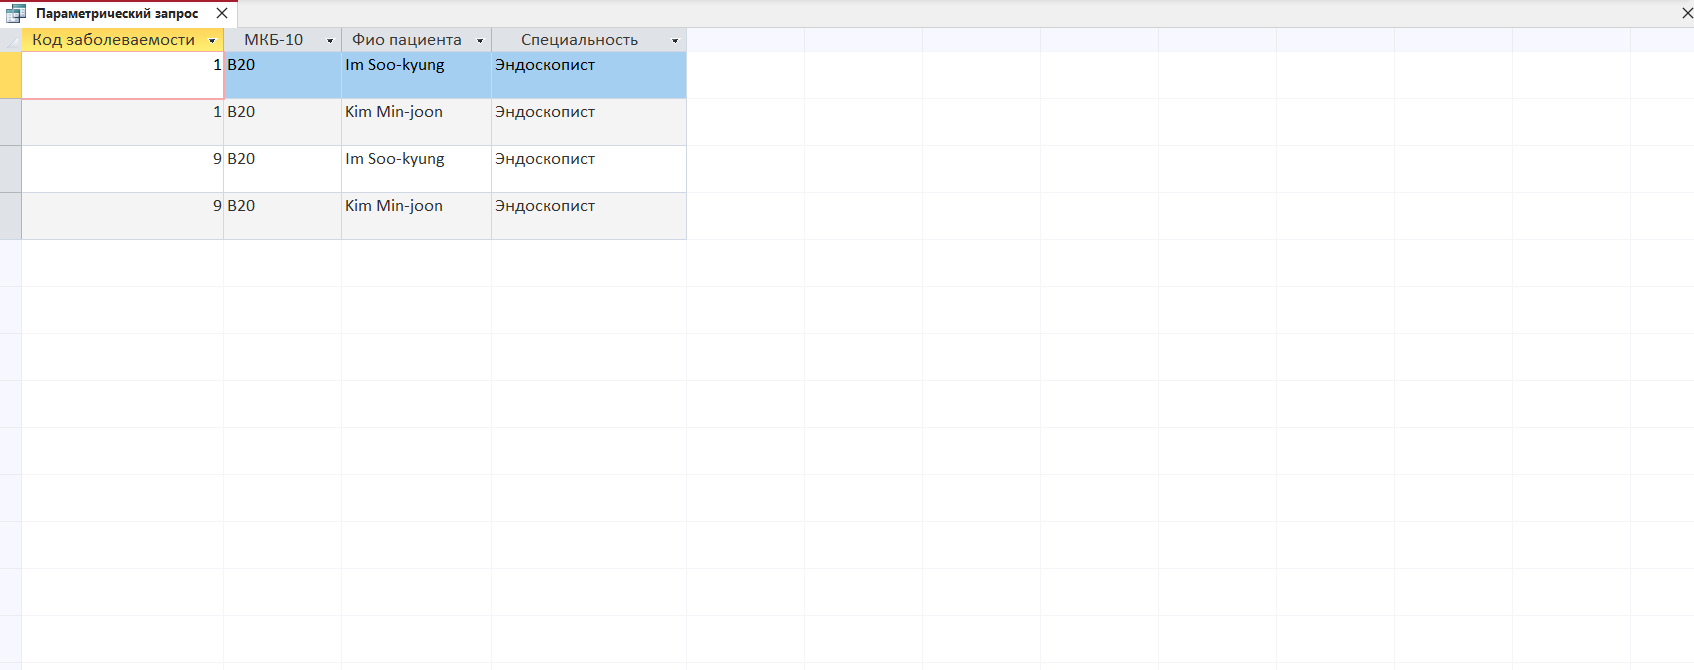 Параметрический запрос
Код заболеваемости МКБ-10 Фио пациента Специальность
1 B20 Im Soo-kyung Эндоскопист
1 B20 Kim Min-joon Эндоскопист
9 B20 Im Soo-kyung Эндоскопист
9 B20 Kim Min-joon Эндоскопист